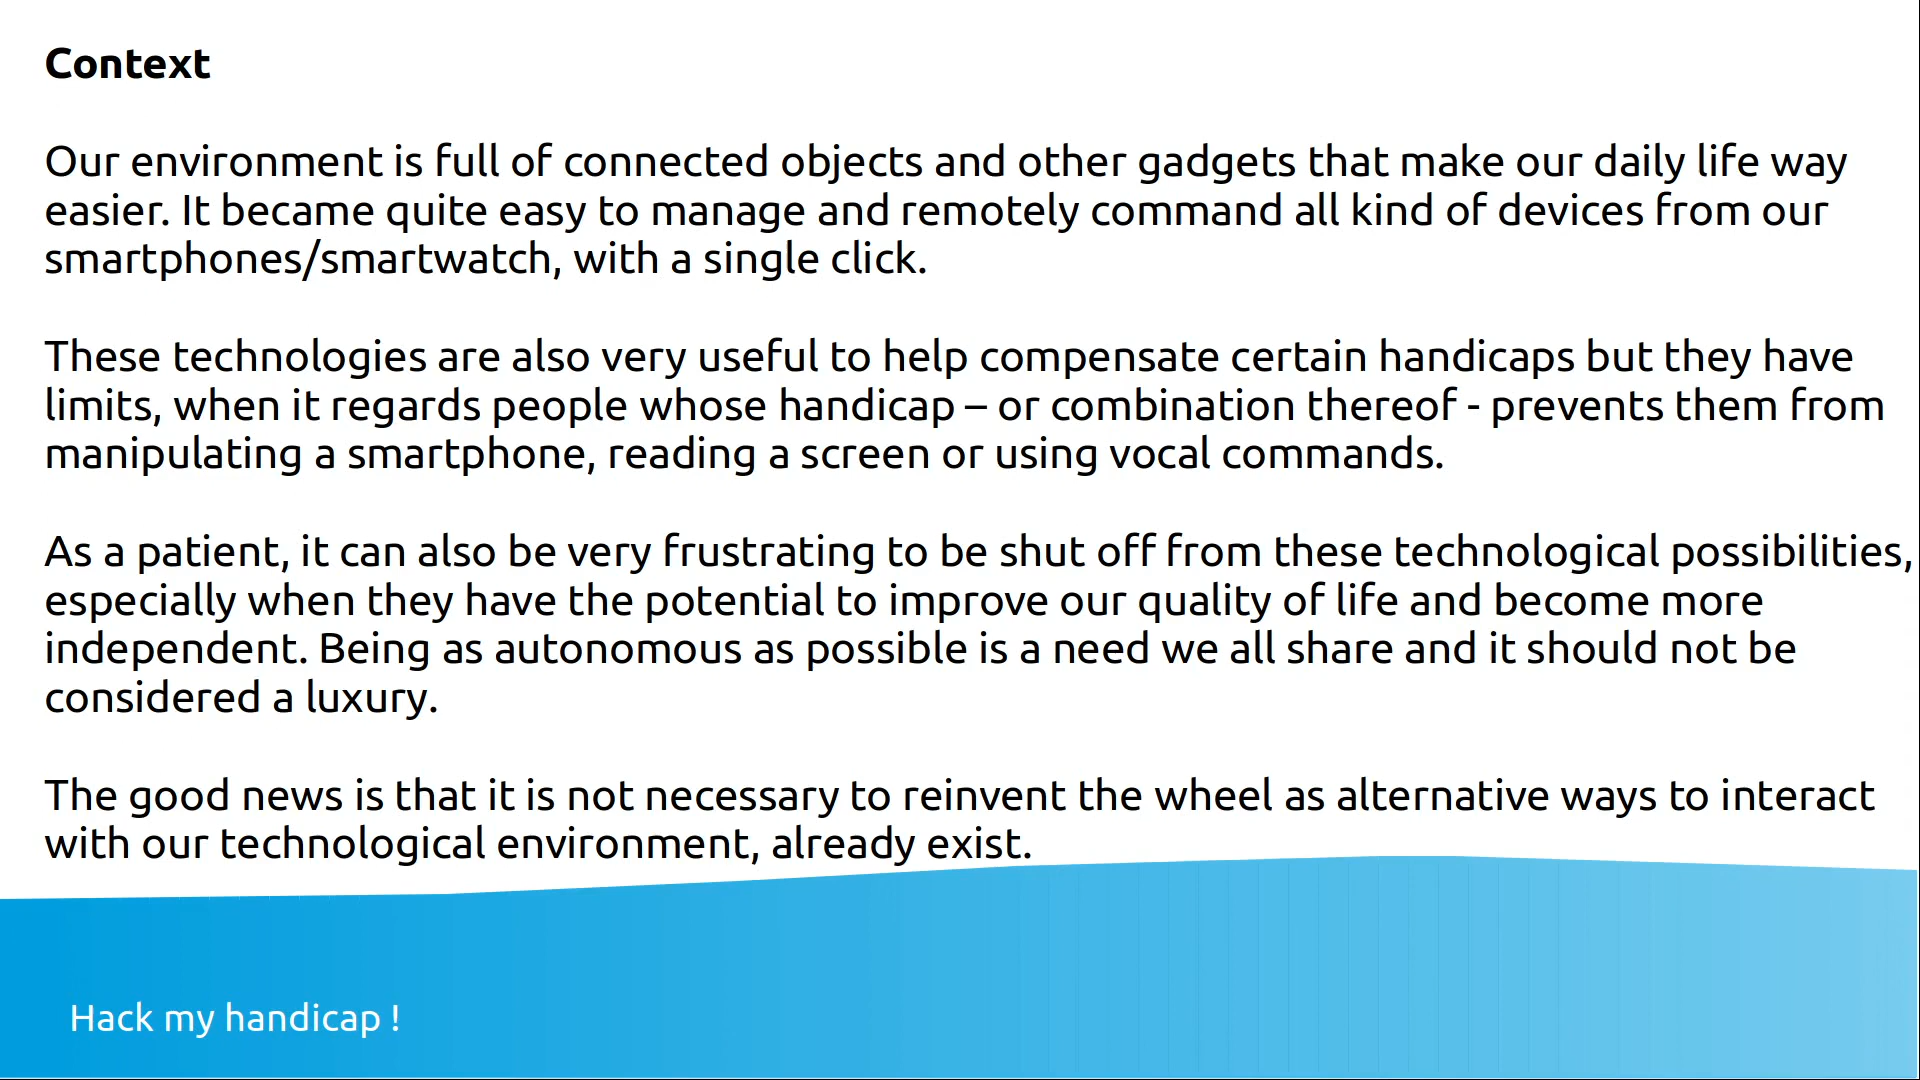 Context
Our environment is full of connected objects and other gadgets that make our daily life way
easier. It became quite easy to manage and remotely command all kind of devices from our
smartphones/smartwatch, with a single click.
These technologies are also very useful to help compensate certain handicaps but they have
limits, when it regards people whose handicap – or combination thereof - prevents them from
manipulating a smartphone, reading a screen or using vocal commands.
As a patient, it can also be very frustrating to be shut off from these technological possibilities,
especially when they have the potential to improve our quality of life and become more
independent. Being as autonomous as possible is a need we all share and it should not be
considered a luxury.
The good news is that it is not necessary to reinvent the wheel as alternative ways to interact
with our technological environment, already exist.
Hack my handicap !